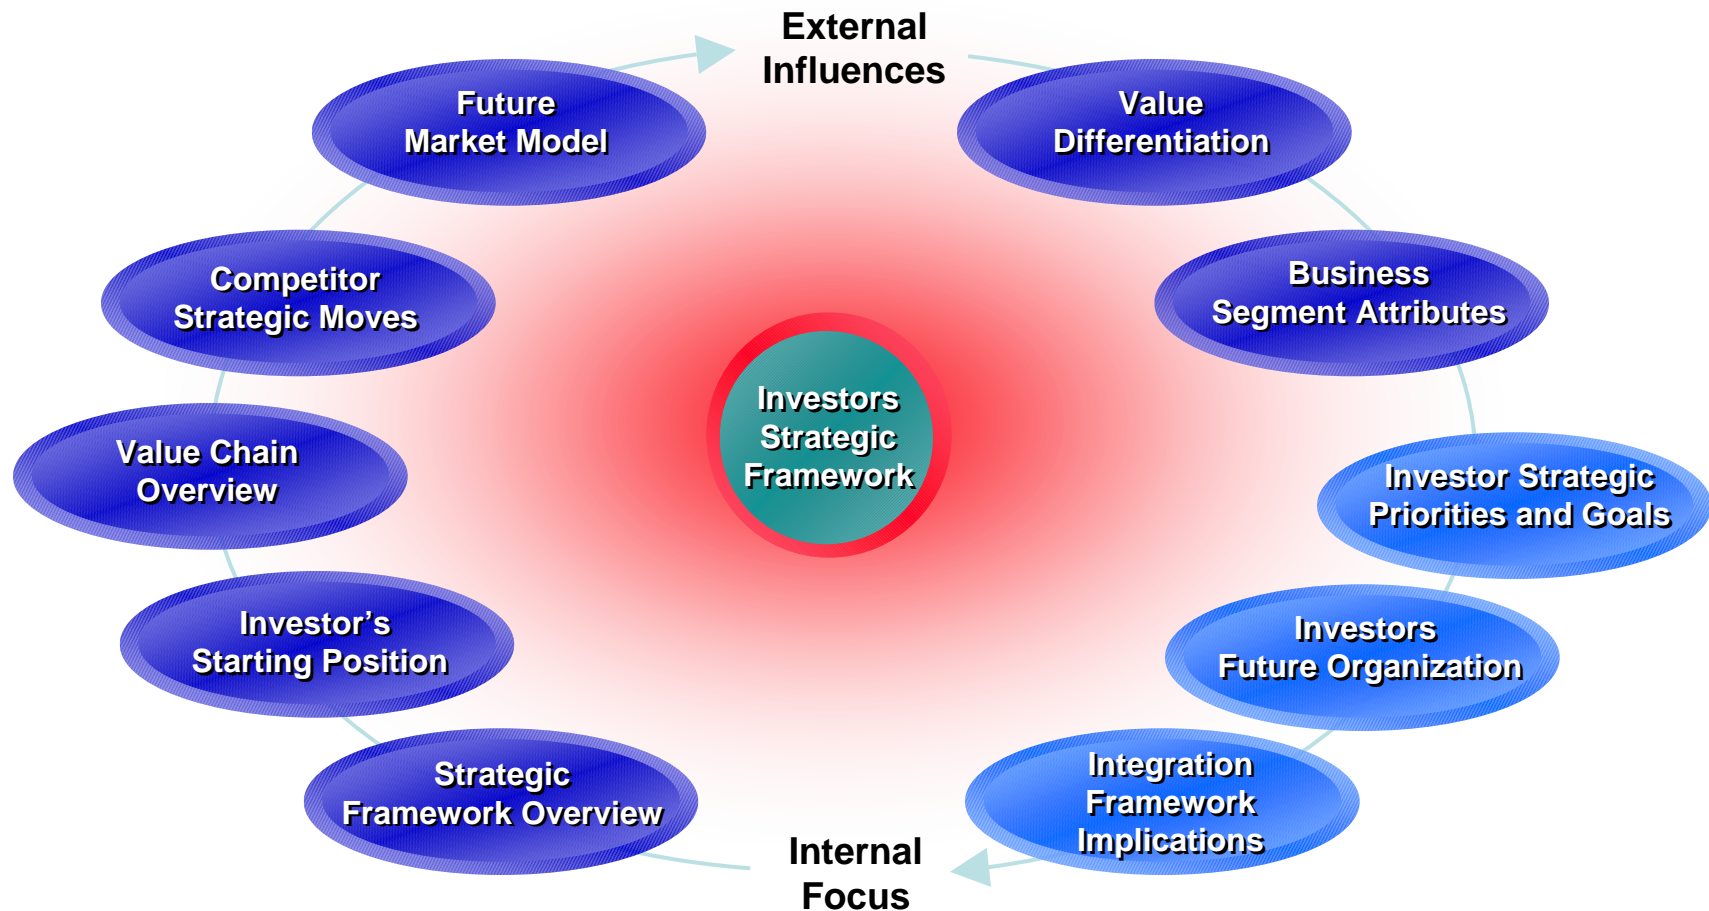 External
Influences
Future
Market Model
Value
Differentiation
Competitor
Strategic Moves
Business
Segment Attributes
Investors
Strategic
Framework
Value Chain
Overview
Investor Strategic
Priorities and Goals
Investor’s
Starting Position
Investors
Future Organization
Strategic
Framework Overview
Integration
Framework
Implications
Internal
Focus